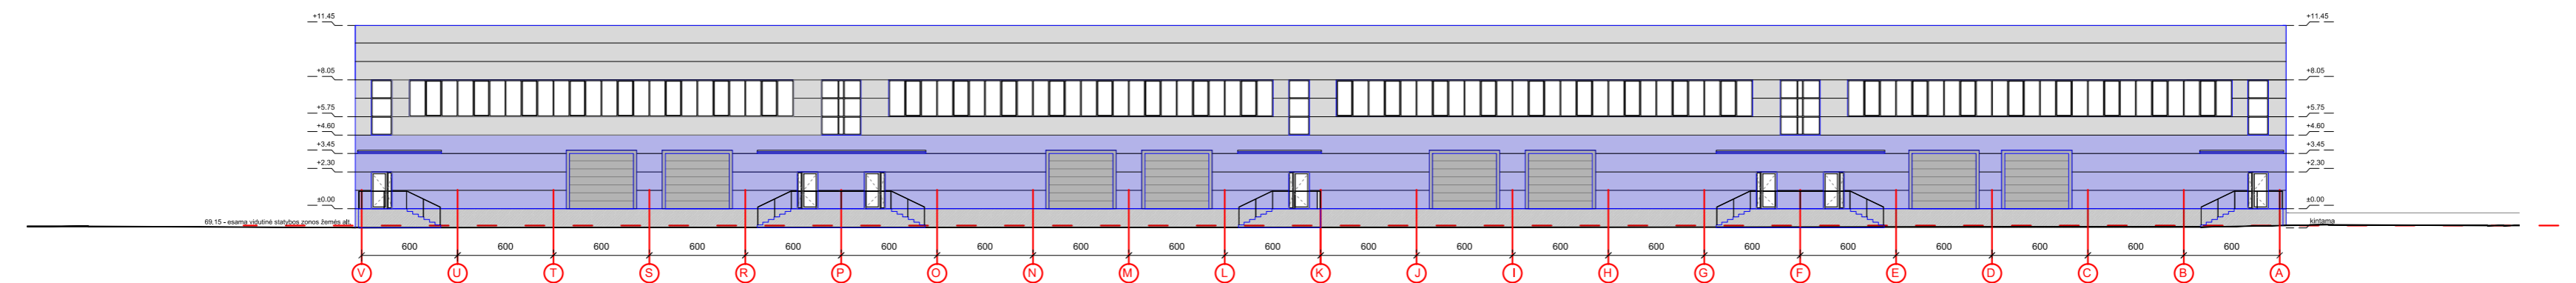 +11.45 +11.45
+8.05 +8.05
+5.75 +5.75
+4.60 +4.60
+3.45 +3.45
+2.30 +2.30
±0.00 ±0.00
69.15 - esama vidutinė statybos zonos žemės alt. kintama
600 600 600 600 600 600 600 600 600 600 600 600 600 600 600 600 600 600 600 600
V U T S R P O N M L K J I H G F E D C B A